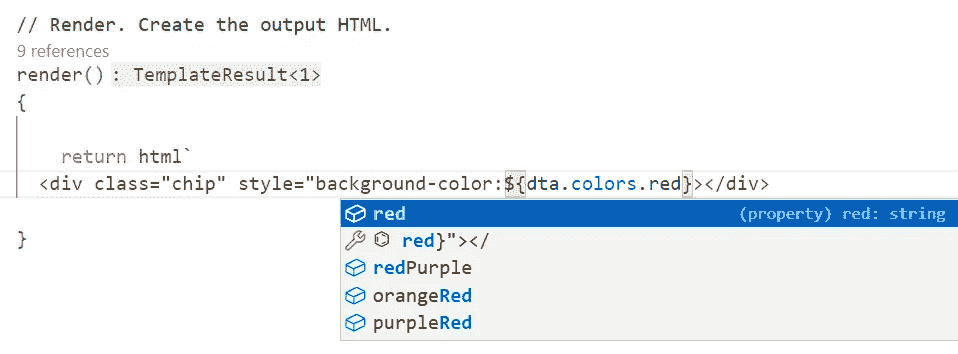 // Render. Create the output HTML.
9 references
render() : TemplateResult<1>
{
return html`
<div class="chip" style="background-color:${dta.colors.red}></div>
red (property) red: string
red}"></
redPurple
orangeRed
purpleRed
}